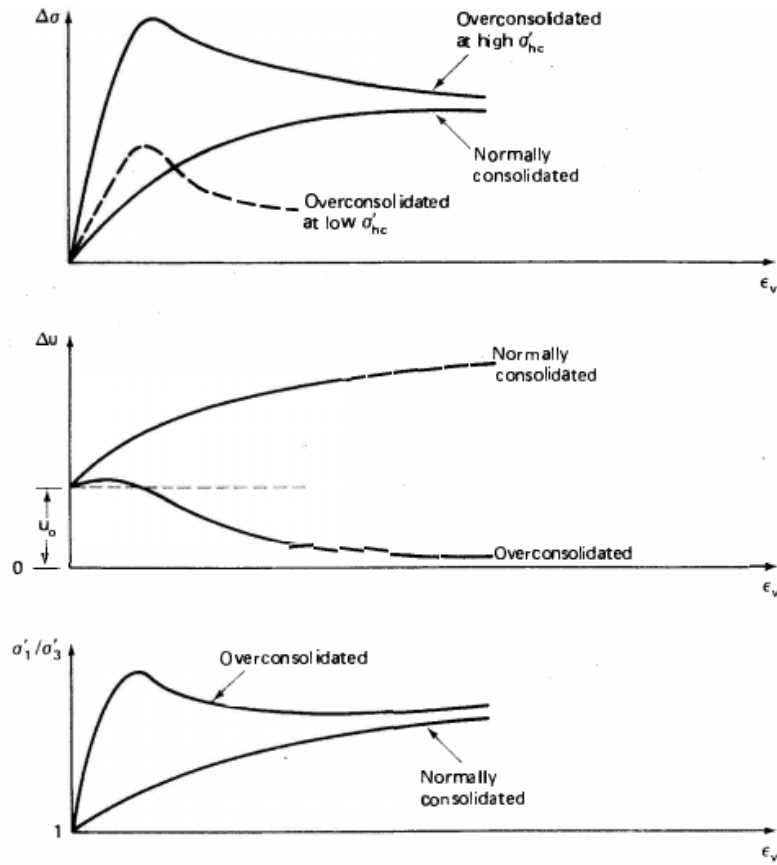 Δσ
Overconsolidated
at high σ′hc
Normally
consolidated
Overconsolidated
at low σ′hc
ϵv
Δu
Normally
consolidated
uo
0
Overconsolidated
ϵv
σ′1/σ′3
Overconsolidated
Normally
consolidated
1
ϵv